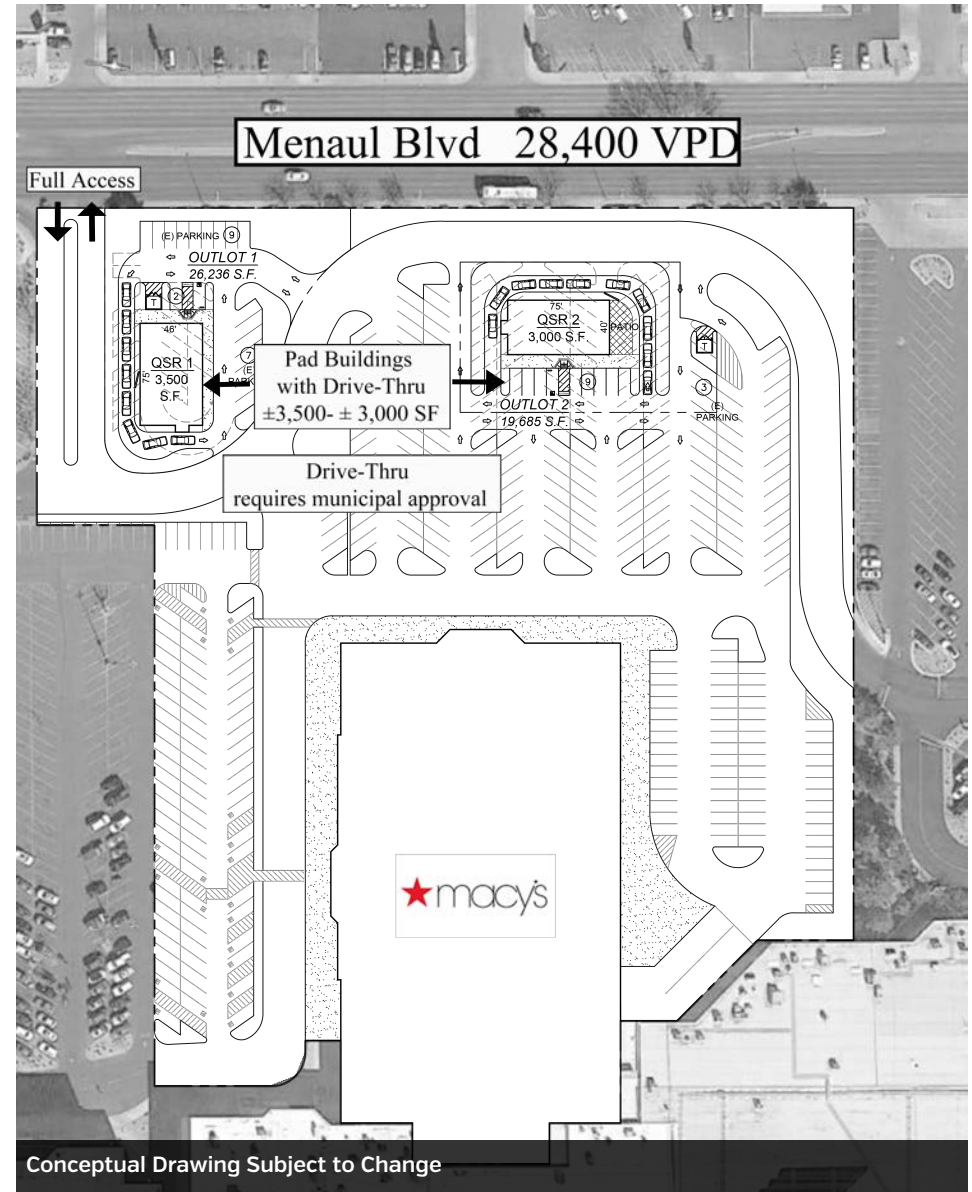 Menaul Blvd 28,400 VPD
Full Access
(E) PARKING 9
OUTLOT 1
26,236 S.F.
T
2
46'
75'
QSR 1
3,500
S.F.
7
(E)
Pad Buildings
with Drive-Thru
±3,500- ± 3,000 SF
75'
40'
QSR 2
3,000 S.F.
PATIO
T
9
OUTLOT 2
19,685 S.F.
3
(E)
PARKING
Drive-Thru
requires municipal approval
macy's
Conceptual Drawing Subject to Change